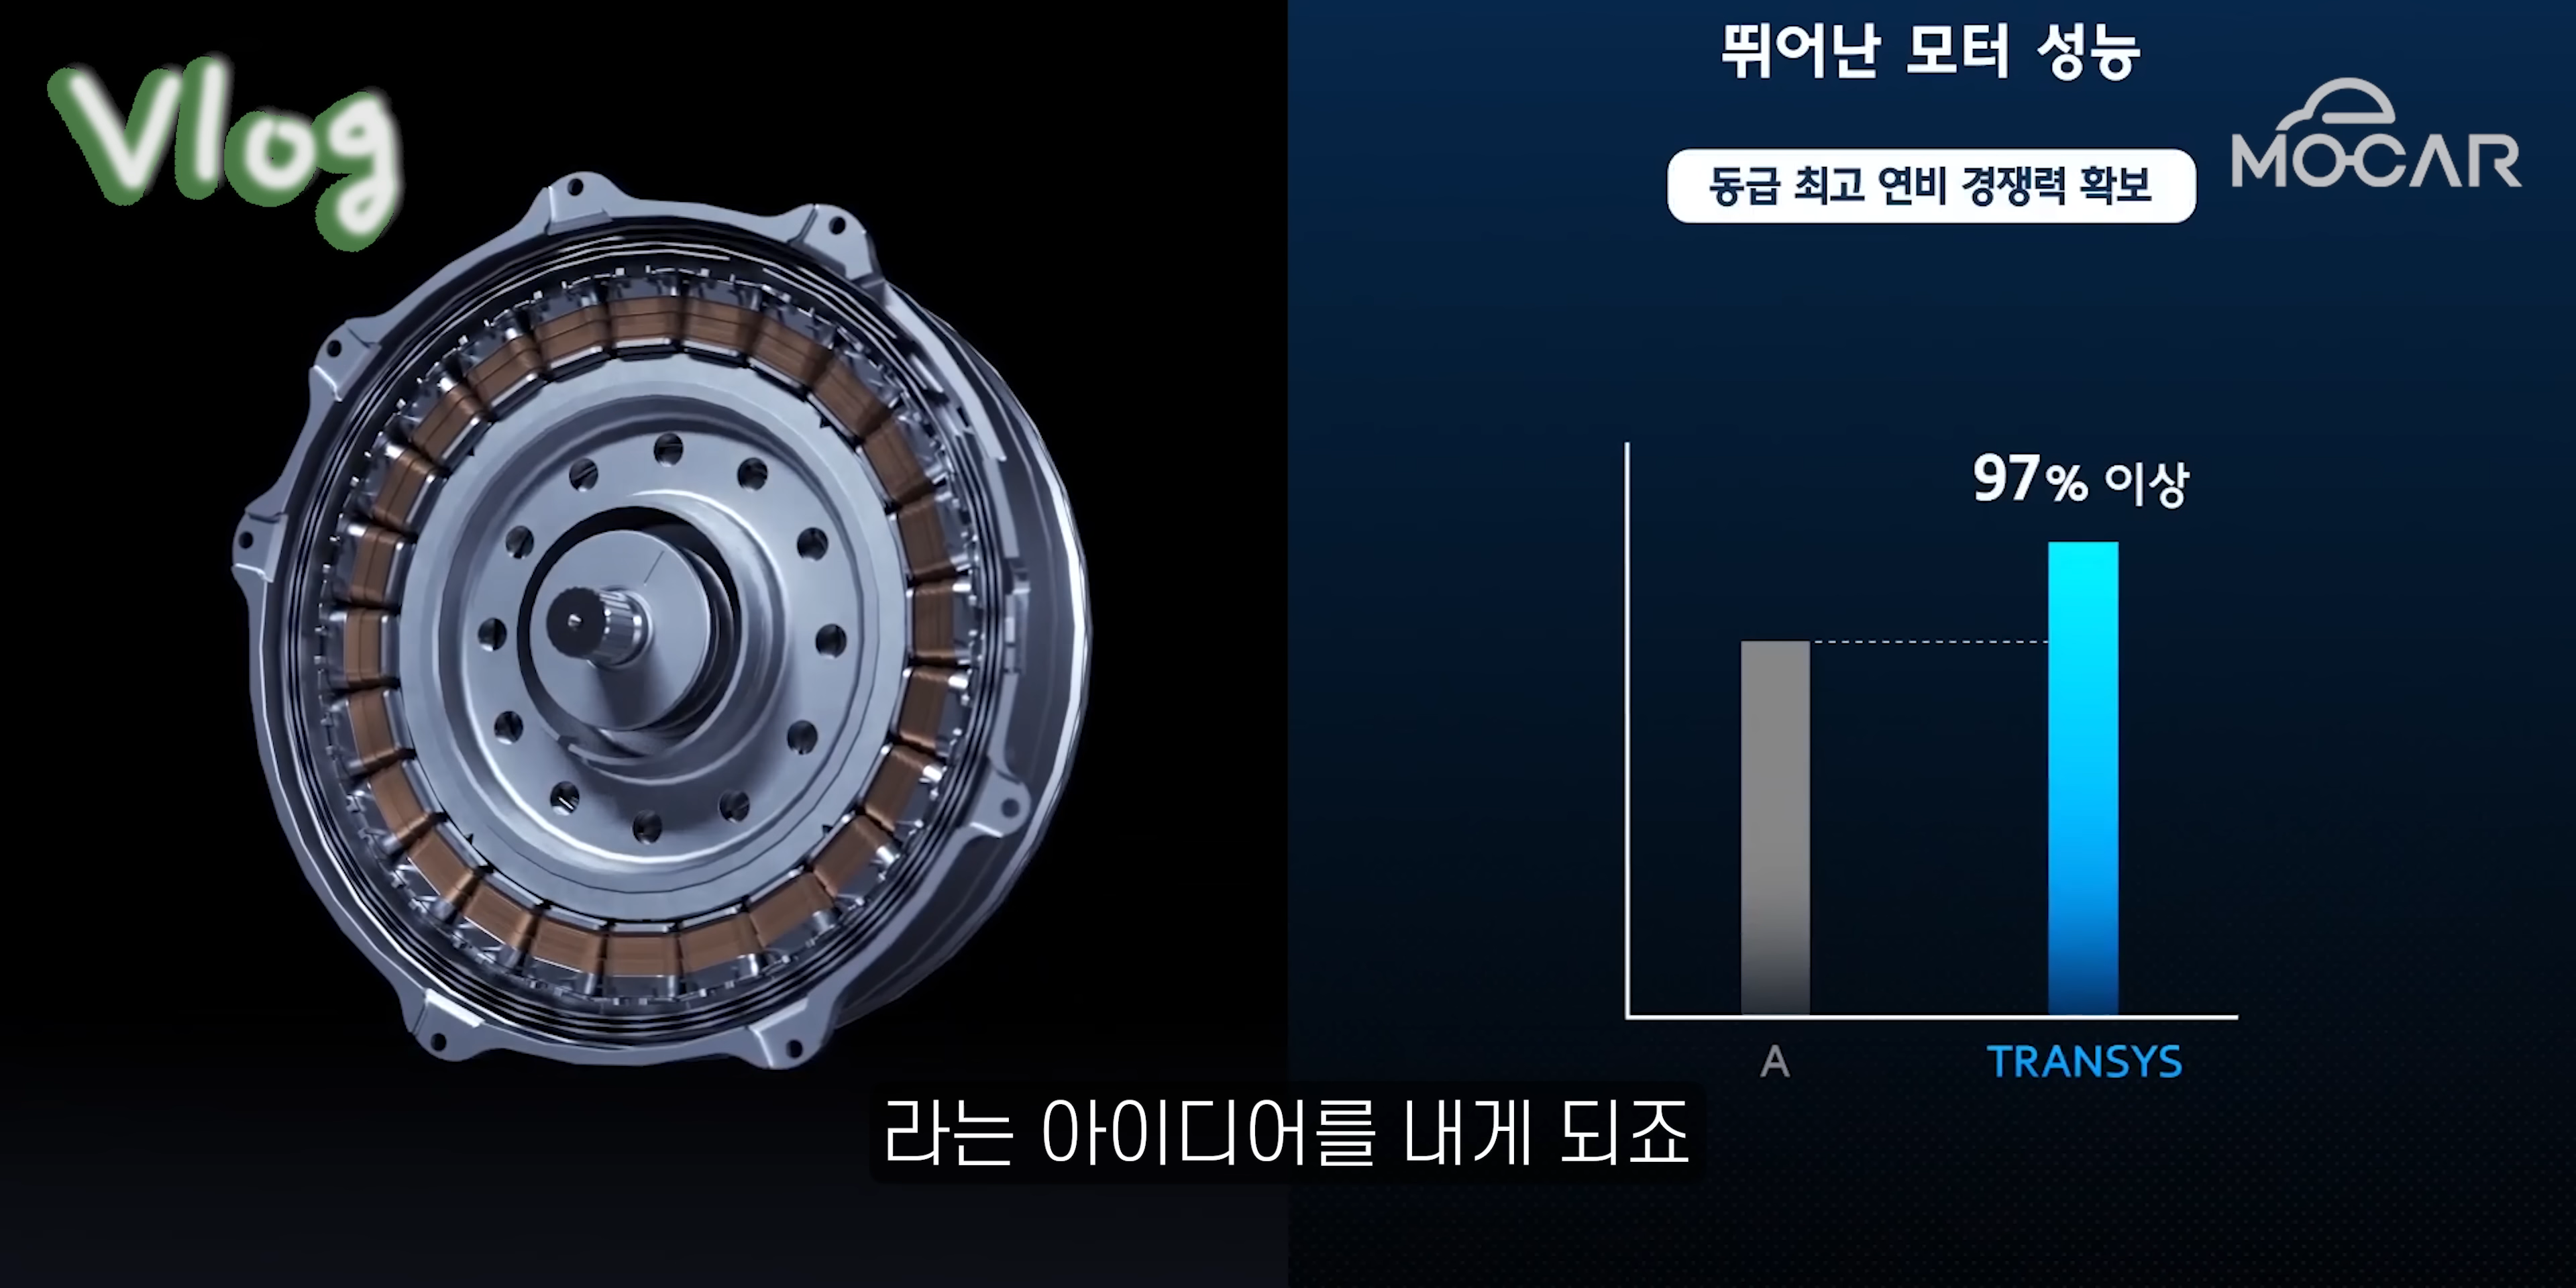 Vlog
뛰어난 모터 성능
MOCAR
동급 최고 연비 경쟁력 확보
97% 이상
A
TRANSYS
라는 아이디어를 내게 되죠